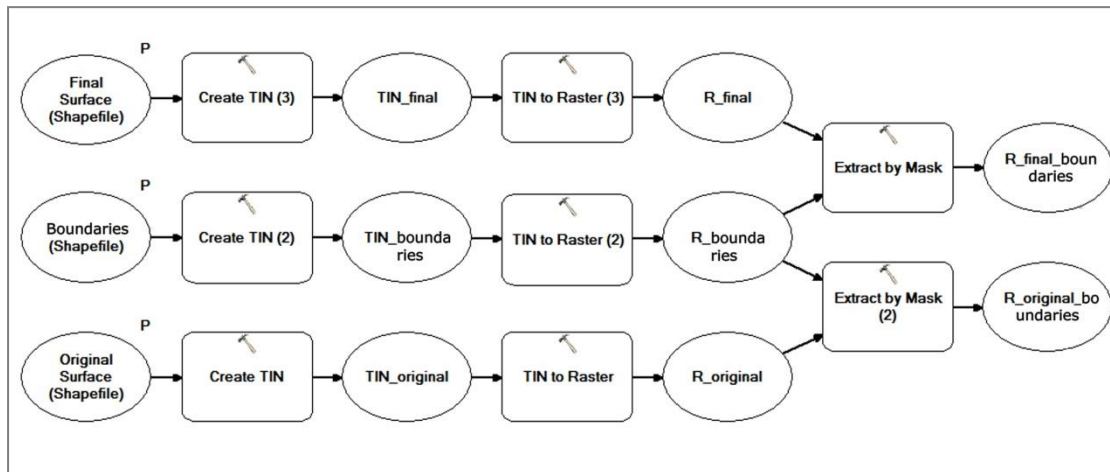 P
Final
Surface
(Shapefile)
Create TIN (3)
TIN_final
TIN to Raster (3)
R_final
Extract by Mask
R_final_boun
daries
P
Boundaries
(Shapefile)
Create TIN (2)
TIN_bounda
ries
TIN to Raster (2)
R_bounda
ries
Extract by Mask
(2)
R_original_bo
undaries
P
Original
Surface
(Shapefile)
Create TIN
TIN_original
TIN to Raster
R_original